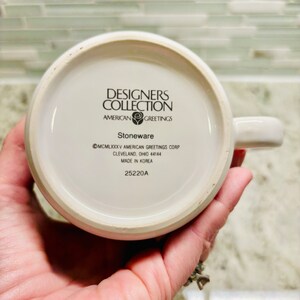 DESIGNERS
COLLECTION
AMERICAN GREETINGS
Stoneware
©MCMLXXXV AMERICAN GREETINGS CORP
CLEVELAND, OHIO 44144
MADE IN KOREA
25220A